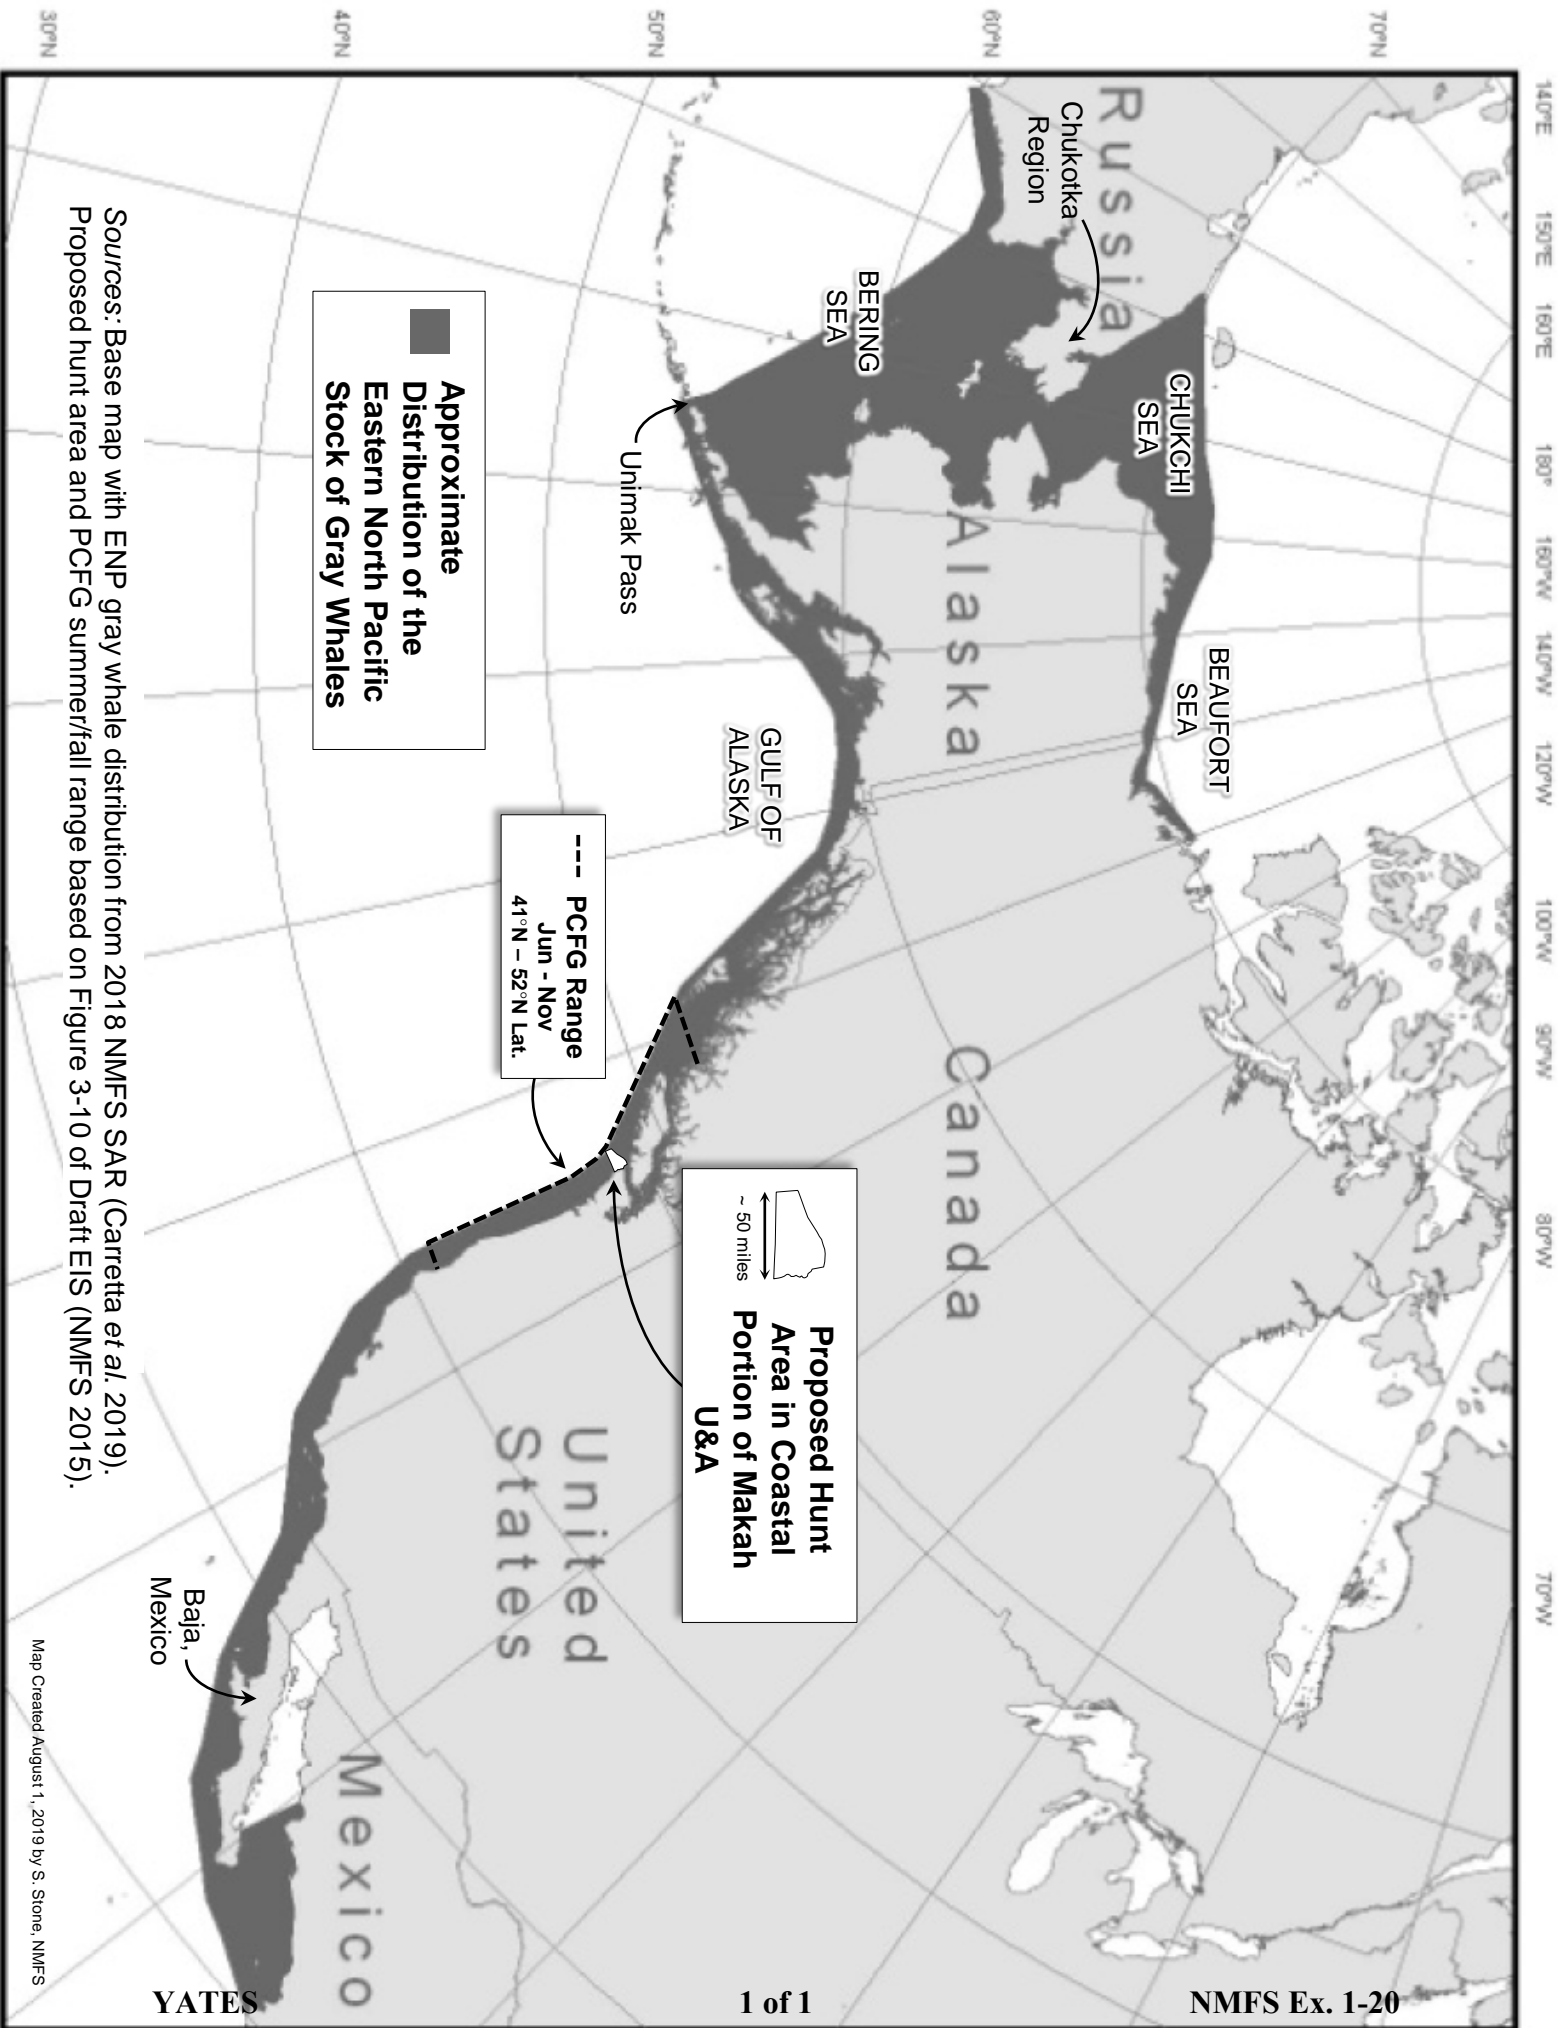 140°E
150°E
160°E
180°
160°W
140°W
120°W
100°W
90°W
80°W
70°W
70°N
60°N
50°N
40°N
30°N
Russia
Chukotka
Region
CHUKCHI
SEA
BEAUFORT
SEA
BERING
SEA
Alaska
Canada
Unimak Pass
GULF OF
ALASKA
Proposed Hunt
Area in Coastal
Portion of Makah
U&A
~ 50 miles
--- PCFG Range
Jun - Nov
41°N – 52°N Lat.
United
States
Approximate
Distribution of the
Eastern North Pacific
Stock of Gray Whales
Baja,
Mexico
Mexico
Sources: Base map with ENP gray whale distribution from 2018 NMFS SAR (Carretta et al. 2019).
Proposed hunt area and PCFG summer/fall range based on Figure 3-10 of Draft EIS (NMFS 2015).
Map Created August 1, 2019 by S. Stone, NMFS
YATES
1 of 1
NMFS Ex. 1-20